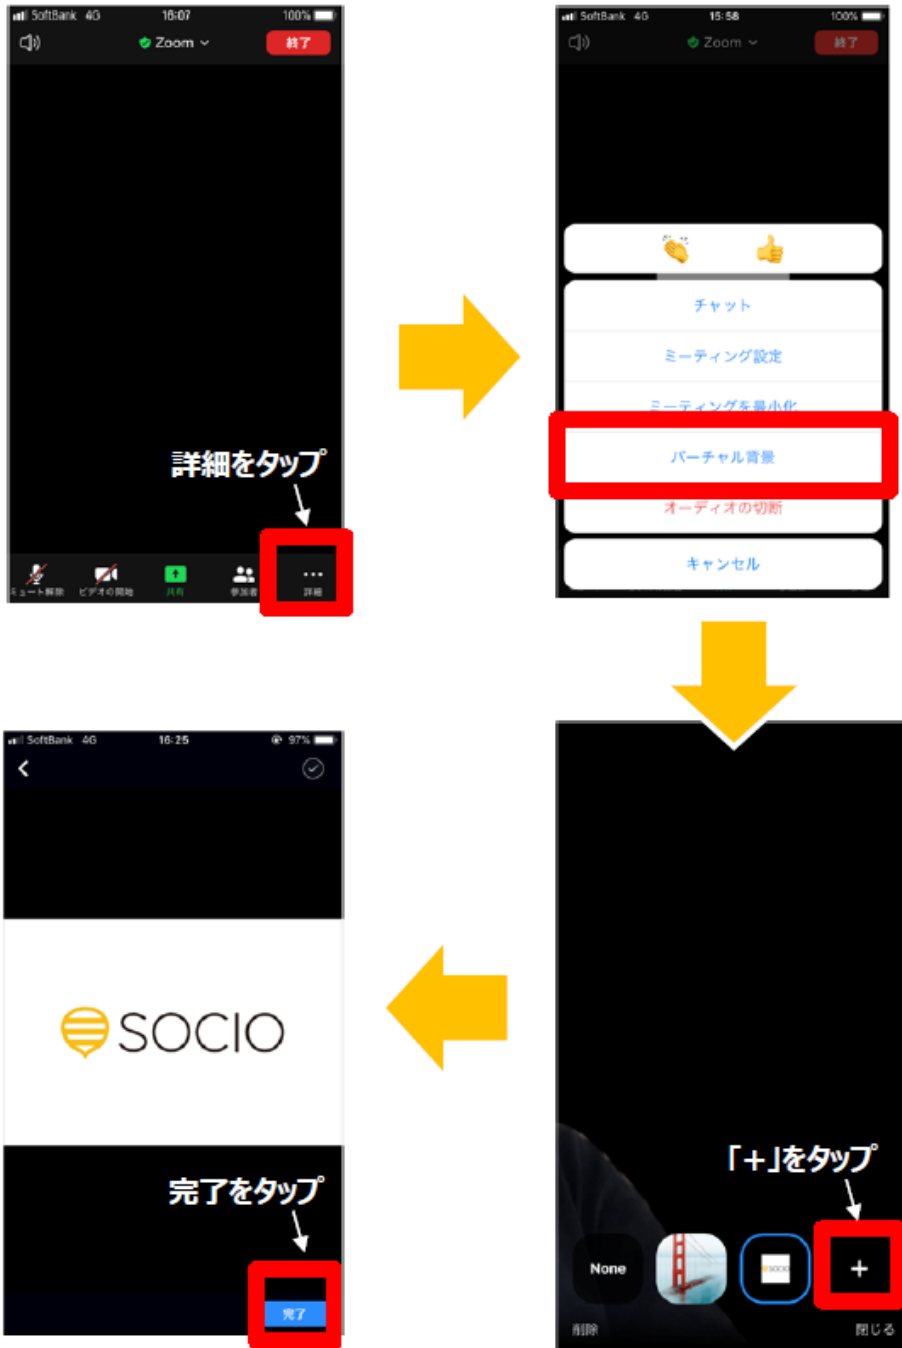 SoftBank 4G 16:07 100%
Zoom 終了
詳細をタップ
ミュート解除 ビデオの開始 共有 参加者 詳細
SoftBank 4G 15:58 100%
Zoom 終了
チャット
ミーティング設定
ミーティングを最小化
バーチャル背景
オーディオの切断
キャンセル
「+」をタップ
None SOCIO +
削除 閉じる
SoftBank 4G 16:25 97%
SOCIO
完了をタップ
完了